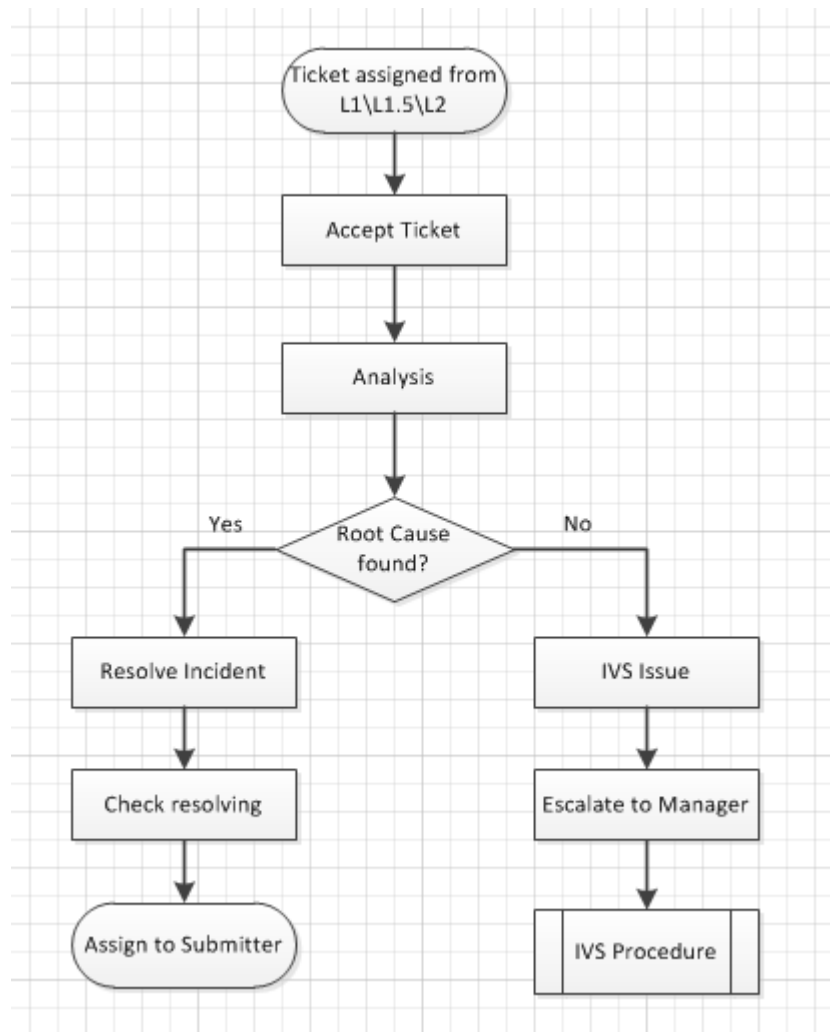 Ticket assigned from
L1\L1.5\L2
Accept Ticket
Analysis
Root Cause
found?
Yes
No
Resolve Incident
IVS Issue
Check resolving
Escalate to Manager
Assign to Submitter
IVS Procedure